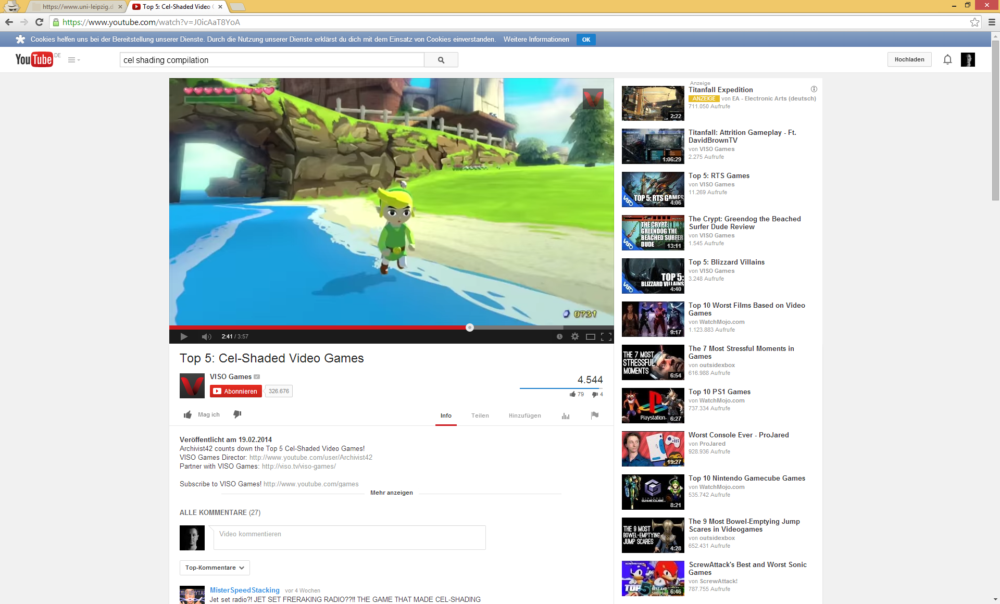 https://www.uni-leipzig.d
Top 5: Cel-Shaded Video
https://www.youtube.com/watch?v=J0icAaT8YoA
Cookies helfen uns bei der Bereitstellung unserer Dienste. Durch die Nutzung unserer Dienste erklärst du dich mit dem Einsatz von Cookies einverstanden. Weitere Informationen OK
YouTube DE
cel shading compilation
Hochladen
0731
2:41 / 3:57
Top 5: Cel-Shaded Video Games
VISO Games
Abonnieren 326.676
4.544
79 4
Mag ich
Info Teilen Hinzufügen
Veröffentlicht am 19.02.2014
Archivist42 counts down the Top 5 Cel-Shaded Video Games!
VISO Games Director: http://www.youtube.com/user/Archivist42
Partner with VISO Games: http://viso.tv/viso-games/
Subscribe to VISO Games! http://www.youtube.com/games
Mehr anzeigen
ALLE KOMMENTARE (27)
Video kommentieren
Top-Kommentare
MisterSpeedStacking vor 4 Wochen
Jet set radio?! JET SET FRERAKING RADIO??!! THE GAME THAT MADE CEL-SHADING
Anzeige
Titanfall Expedition
ANZEIGE von EA - Electronic Arts (deutsch)
711.050 Aufrufe
2:22
Titanfall: Attrition Gameplay - Ft.
DavidBrownTV
von VISO Games
2.275 Aufrufe
1:06:29
Top 5: RTS Games
von VISO Games
11.269 Aufrufe
VISO
TOP 5: RTS GAMES
4:06
The Crypt: Greendog the Beached
Surfer Dude Review
von VISO Games
1.545 Aufrufe
THE CRYPT:
GREENDOG THE
BEACHED SURFER
DUDE
VISO
13:11
Top 5: Blizzard Villains
von VISO Games
3.248 Aufrufe
TOP 5:
BLIZZARD VILLAINS
VISO
4:40
Top 10 Worst Films Based on Video
Games
von WatchMojo.com
1.123.883 Aufrufe
9:17
The 7 Most Stressful Moments in
Games
von outsidexbox
616.988 Aufrufe
THE 7 MOST
STRESSFUL
MOMENTS
6:54
Top 10 PS1 Games
von WatchMojo.com
737.334 Aufrufe
PlayStation.
6:27
Worst Console Ever - ProJared
von ProJared
928.936 Aufrufe
19:27
Top 10 Nintendo Gamecube Games
von WatchMojo.com
535.742 Aufrufe
NINTENDO
GAMECUBE
8:21
The 9 Most Bowel-Emptying Jump
Scares in Videogames
von outsidexbox
652.431 Aufrufe
THE 9 MOST
BOWEL-EMPTYING
JUMP SCARES
4:28
ScrewAttack's Best and Worst Sonic
Games
von ScrewAttack!
787.755 Aufrufe
SCREWATTACK
TOP 5
6:46